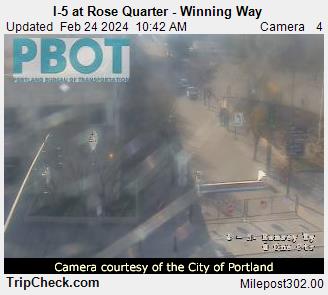 I-5 at Rose Quarter - Winning Way
Updated Feb 24 2024 10:42 AM Camera 4
PBOT
PORTLAND BUREAU OF TRANSPORTATION
Camera courtesy of the City of Portland
TripCheck.com Milepost302.00